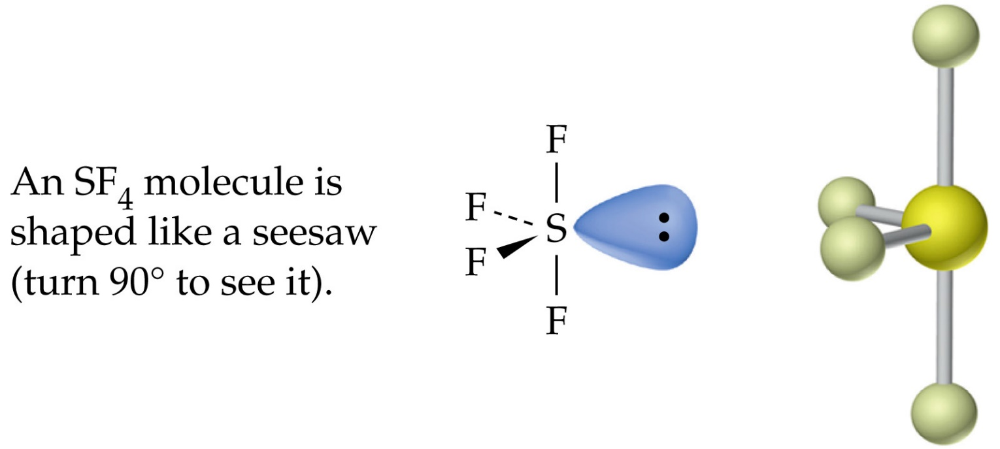 An SF₄ molecule is
shaped like a seesaw
(turn 90° to see it).
F
F
S
:
F
F